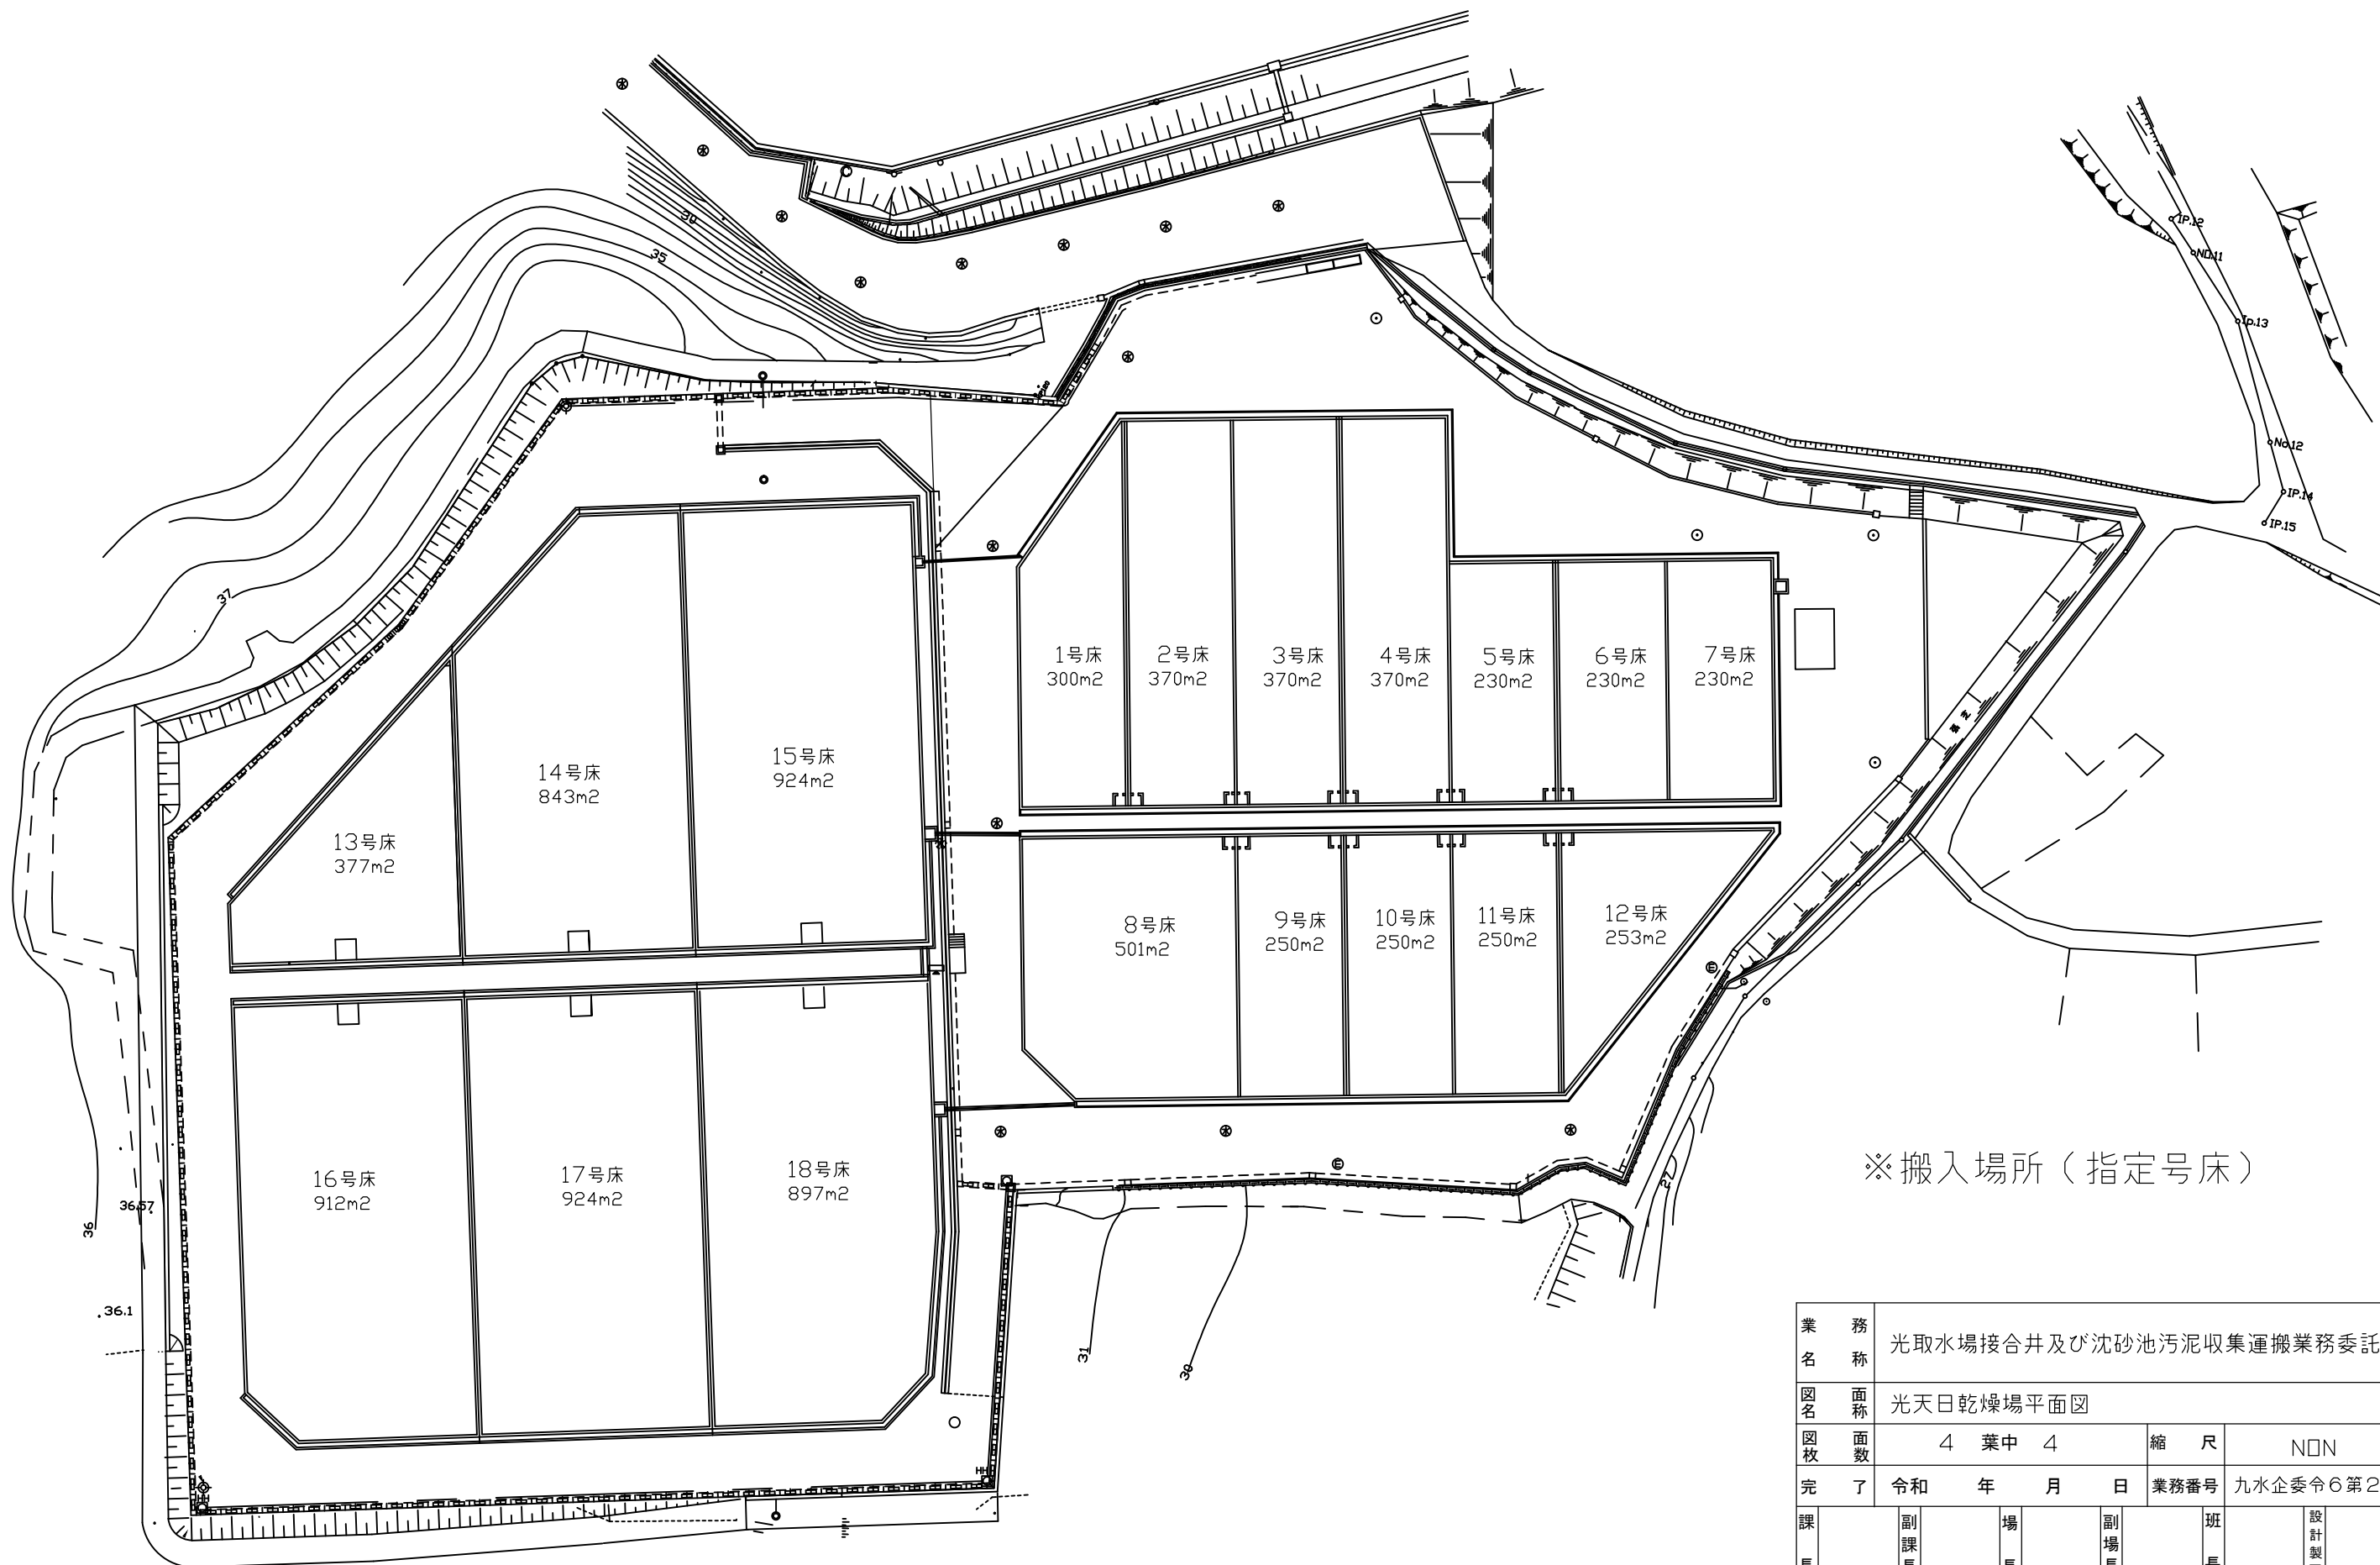 30
35
37
IP.12
NO.11
Ip.13
No.12
IP.14
IP.15
1号床
300m2
2号床
370m2
3号床
370m2
4号床
370m2
5号床
230m2
6号床
230m2
7号床
230m2
13号床
377m2
14号床
843m2
15号床
924m2
8号床
501m2
9号床
250m2
10号床
250m2
11号床
250m2
12号床
253m2
16号床
912m2
17号床
924m2
18号床
897m2
36
36.57
36.1
31
30
27
※搬入場所（指定号床）
業務名称 光取水場接合井及び沈砂池汚泥収集運搬業務委託
図面名称 光天日乾燥場平面図
図面枚数 4 葉中 4 縮尺 NON
完了 令和 年 月 日 業務番号 九水企委令6第2
課長 副課長 場長 副場長 班長 設計製